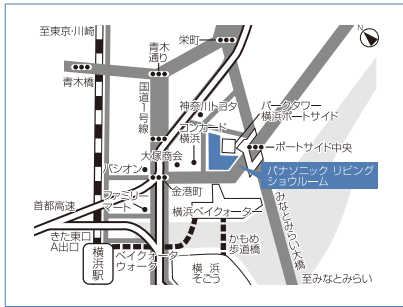 至東京・川崎
栄町
N
青木
通り
青木橋
国道1号線
神奈川トヨタ
パークタワー
横浜ポートサイド
コンカード
横浜
ポートサイド中央
大塚商会
パシオン
パナソニック リビング
ショウルーム
金港町
ファミリー
マート
首都高速
横浜ベイクォーター
みなとみらい大橋
きた東口
A出口
横浜駅
ベイクォーター
ウォーク
かもめ
歩道橋
横浜
そごう
至みなとみらい